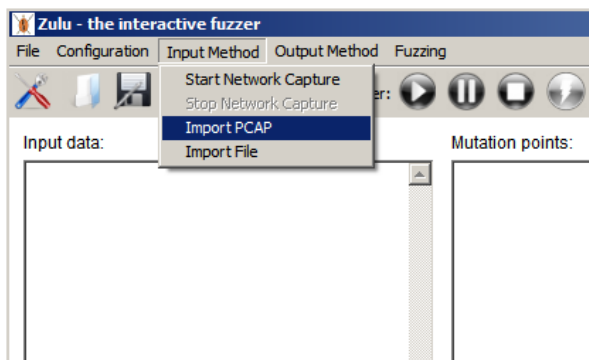 Zulu - the interactive fuzzer
File Configuration Input Method Output Method Fuzzing
Start Network Capture
Stop Network Capture
er:
Import PCAP
Import File
Input data:
Mutation points: